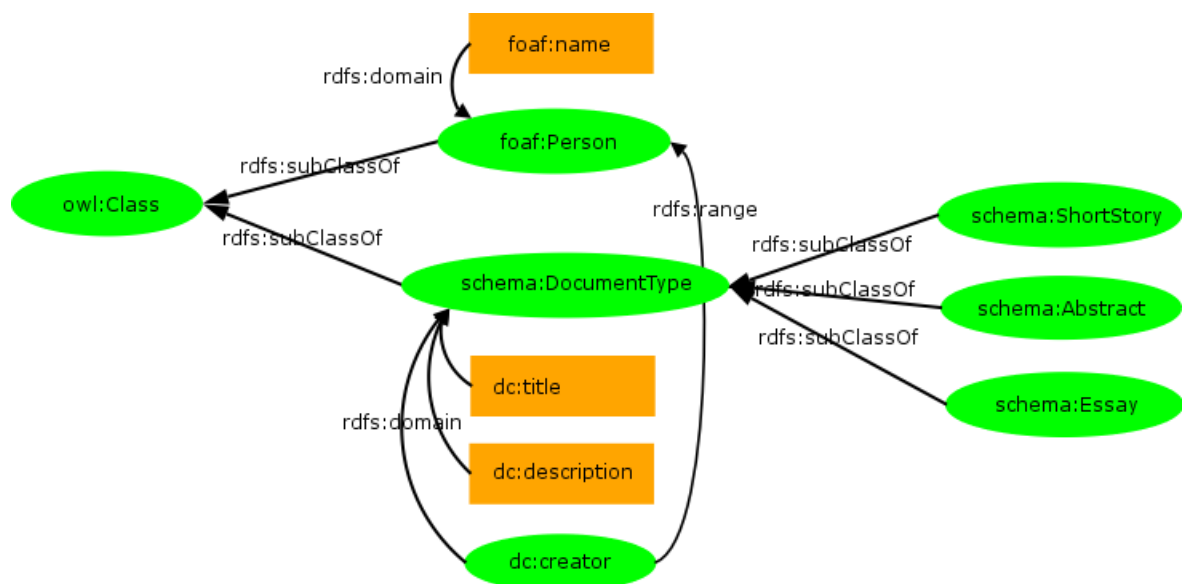 foaf:name
rdfs:domain
foaf:Person
rdfs:subClassOf
owl:Class
rdfs:range
schema:ShortStory
rdfs:subClassOf
rdfs:subClassOf
schema:DocumentType
rdfs:subClassOf
schema:Abstract
rdfs:subClassOf
dc:title
schema:Essay
rdfs:domain
dc:description
dc:creator